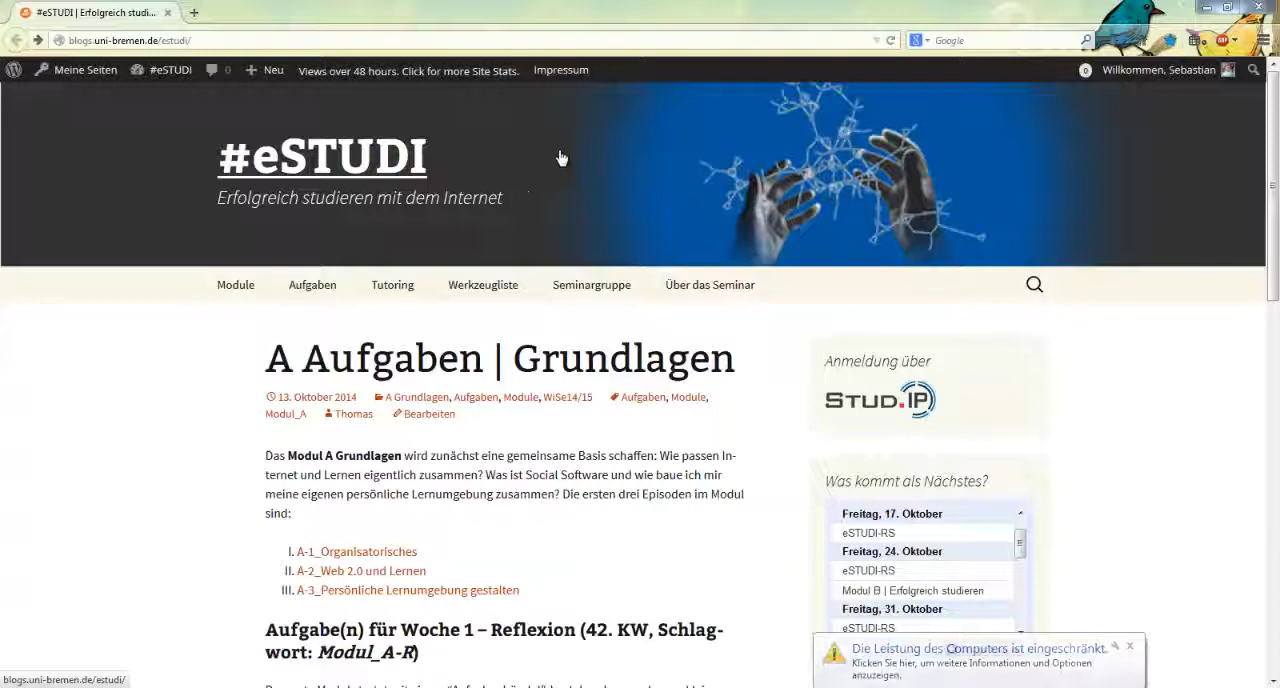 #eSTUDI | Erfolgreich studi...
blogs.uni-bremen.de/estudi/
Google
Meine Seiten
#eSTUDI
0
Neu
Views over 48 hours. Click for more Site Stats.
Impressum
0
Willkommen, Sebastian
#eSTUDI
Erfolgreich studieren mit dem Internet
Module
Aufgaben
Tutoring
Werkzeugliste
Seminargruppe
Über das Seminar
A Aufgaben | Grundlagen
13. Oktober 2014 A Grundlagen, Aufgaben, Module, WiSe14/15 Aufgaben, Module,
Modul_A Thomas Bearbeiten
Das Modul A Grundlagen wird zunächst eine gemeinsame Basis schaffen: Wie passen In-
ternet und Lernen eigentlich zusammen? Was ist Social Software und wie baue ich mir
meine eigenen persönliche Lernumgebung zusammen? Die ersten drei Episoden im Modul
sind:
I. A-1_Organisatorisches
II. A-2_Web 2.0 und Lernen
III. A-3_Persönliche Lernumgebung gestalten
Aufgabe(n) für Woche 1 – Reflexion (42. KW, Schlag-
wort: Modul_A-R)
Anmeldung über
STUD.IP
Was kommt als Nächstes?
Freitag, 17. Oktober
eSTUDI-RS
Freitag, 24. Oktober
eSTUDI-RS
Modul B | Erfolgreich studieren
Freitag, 31. Oktober
eSTUDI-RS
Die Leistung des Computers ist eingeschränkt.
Klicken Sie hier, um weitere Informationen und Optionen
anzuzeigen.
blogs.uni-bremen.de/estudi/